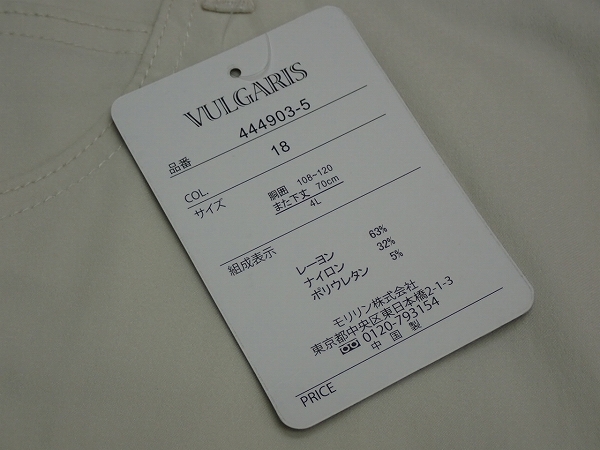 VULGARIS
品番 444903-5
COL. 18
サイズ 胴囲 108~120
また下丈 70cm
4L
組成表示 レーヨン 63%
ナイロン 32%
ポリウレタン 5%
モリリン株式会社
東京都中央区東日本橋2-1-3
0120-793154
中国製
PRICE